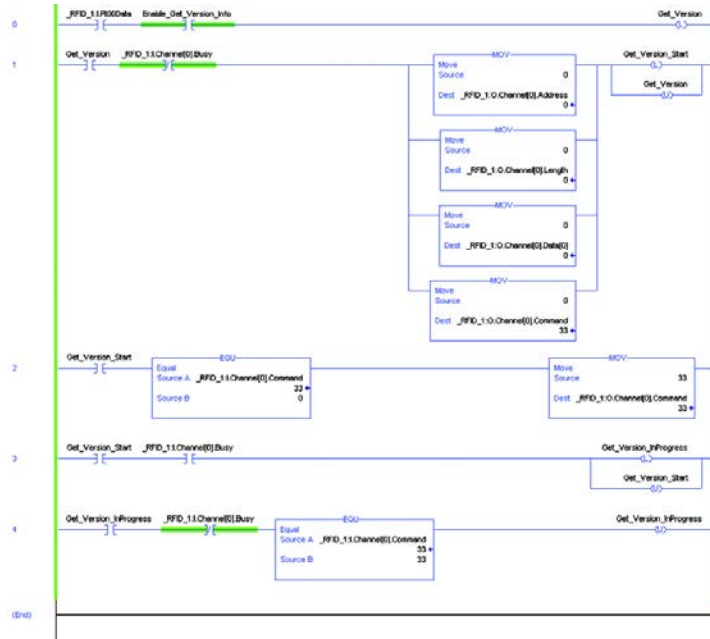 _RFID_1:I.Pt00Data Enable_Get_Version_Info Get_Version
0 L
Get_Version _RFID_1:I.Channel[0].Busy MOV Get_Version_Start
1 Move L
Source 0
Get_Version
Dest _RFID_1:O.Channel[0].Address U
0
MOV
Move
Source 0
Dest _RFID_1:O.Channel[0].Length
0
MOV
Move
Source 0
Dest _RFID_1:O.Channel[0].Data[0]
0
MOV
Move
Source 0
Dest _RFID_1:O.Channel[0].Command
33
Get_Version_Start EQU MOV
2 Equal Move
Source A _RFID_1:I.Channel[0].Command Source 33
33
Source B 0 Dest _RFID_1:O.Channel[0].Command
33
Get_Version_Start _RFID_1:I.Channel[0].Busy Get_Version_InProgress
3 L
Get_Version_Start
U
Get_Version_InProgress _RFID_1:I.Channel[0].Busy EQU Get_Version_InProgress
4 Equal U
Source A _RFID_1:I.Channel[0].Command
33
Source B 33
(End)